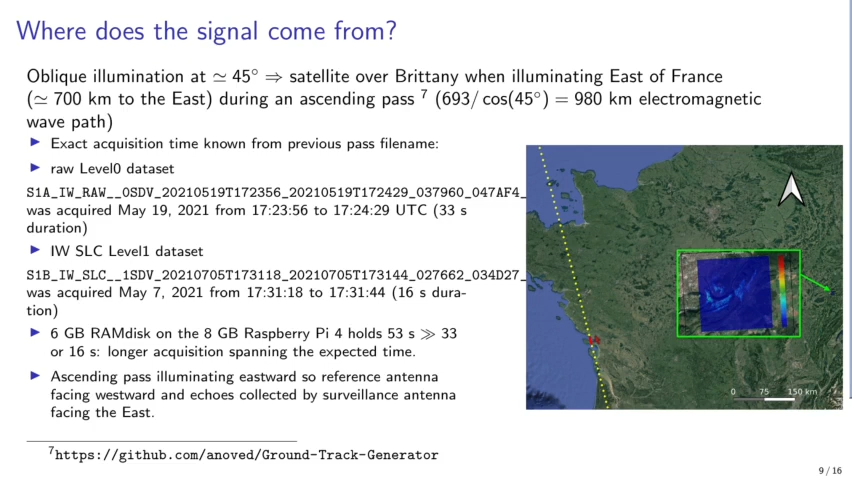 Where does the signal come from?
Oblique illumination at ≃ 45° ⇒ satellite over Brittany when illuminating East of France
(≃ 700 km to the East) during an ascending pass 7 (693/ cos(45°) = 980 km electromagnetic
wave path)
▶ Exact acquisition time known from previous pass filename:
▶ raw Level0 dataset
S1A_IW_RAW__0SDV_20210519T172356_20210519T172429_037960_047AF4_
was acquired May 19, 2021 from 17:23:56 to 17:24:29 UTC (33 s
duration)
▶ IW SLC Level1 dataset
S1B_IW_SLC__1SDV_20210705T173118_20210705T173144_027662_034D27_
was acquired May 7, 2021 from 17:31:18 to 17:31:44 (16 s dura-
tion)
▶ 6 GB RAMdisk on the 8 GB Raspberry Pi 4 holds 53 s ≫ 33
or 16 s: longer acquisition spanning the expected time.
▶ Ascending pass illuminating eastward so reference antenna
facing westward and echoes collected by surveillance antenna
facing the East.
0 75 150 km
7https://github.com/anoved/Ground-Track-Generator
9 / 16